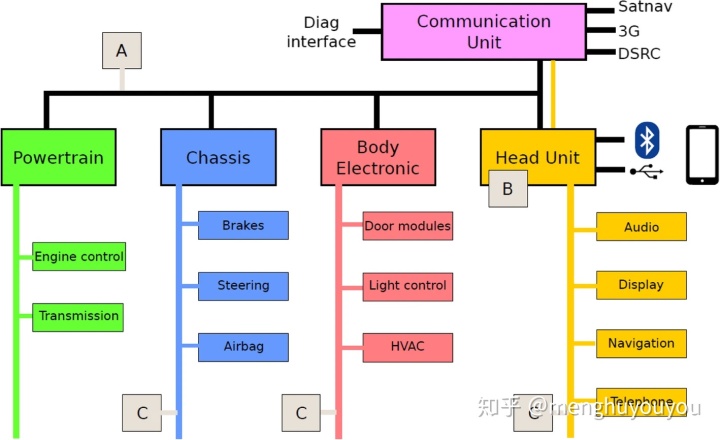 Satnav
Communication
Unit
Diag
interface
3G
DSRC
A
Powertrain
Chassis
Body
Electronic
Head Unit
B
Brakes
Door modules
Audio
Engine control
Steering
Light control
Display
Transmission
Airbag
HVAC
Navigation
C
C
C
Telephone
知乎 @menghuyouyou